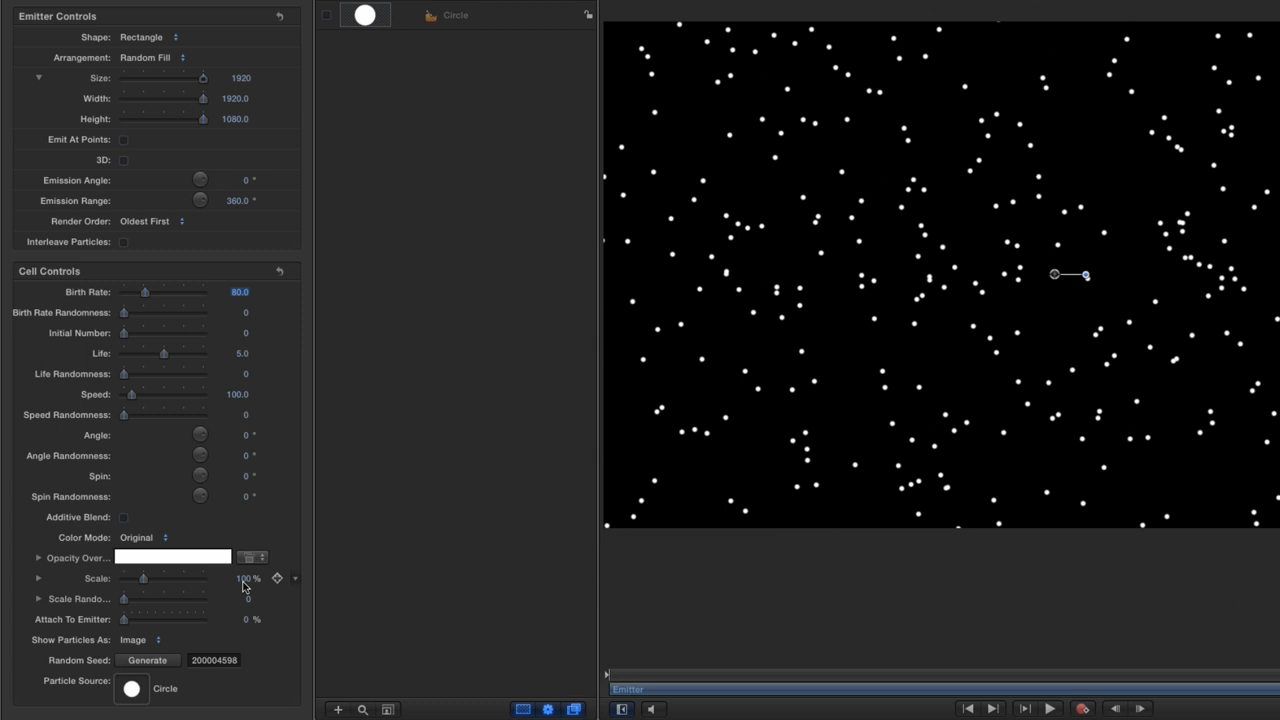 Emitter Controls
Shape: Rectangle
Arrangement: Random Fill
Size: 1920
Width: 1920.0
Height: 1080.0
Emit At Points:
3D:
Emission Angle: 0 °
Emission Range: 360.0 °
Render Order: Oldest First
Interleave Particles:
Cell Controls
Birth Rate: 80.0
Birth Rate Randomness: 0
Initial Number: 0
Life: 5.0
Life Randomness: 0
Speed: 100.0
Speed Randomness: 0
Angle: 0 °
Angle Randomness: 0 °
Spin: 0 °
Spin Randomness: 0 °
Additive Blend:
Color Mode: Original
Opacity Over...
Scale: 100 %
Scale Rando... 0
Attach To Emitter: 0 %
Show Particles As: Image
Random Seed: Generate 200004598
Particle Source: Circle
Circle
Emitter